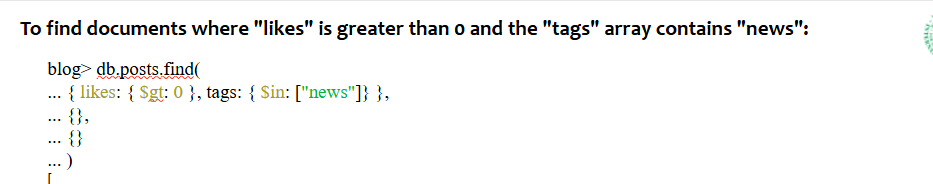 To find documents where "likes" is greater than 0 and the "tags" array contains "news":
blog> db.posts.find(
... { likes: { $gt: 0 }, tags: { $in: ["news"]} },
... {},
... {}
... )
[